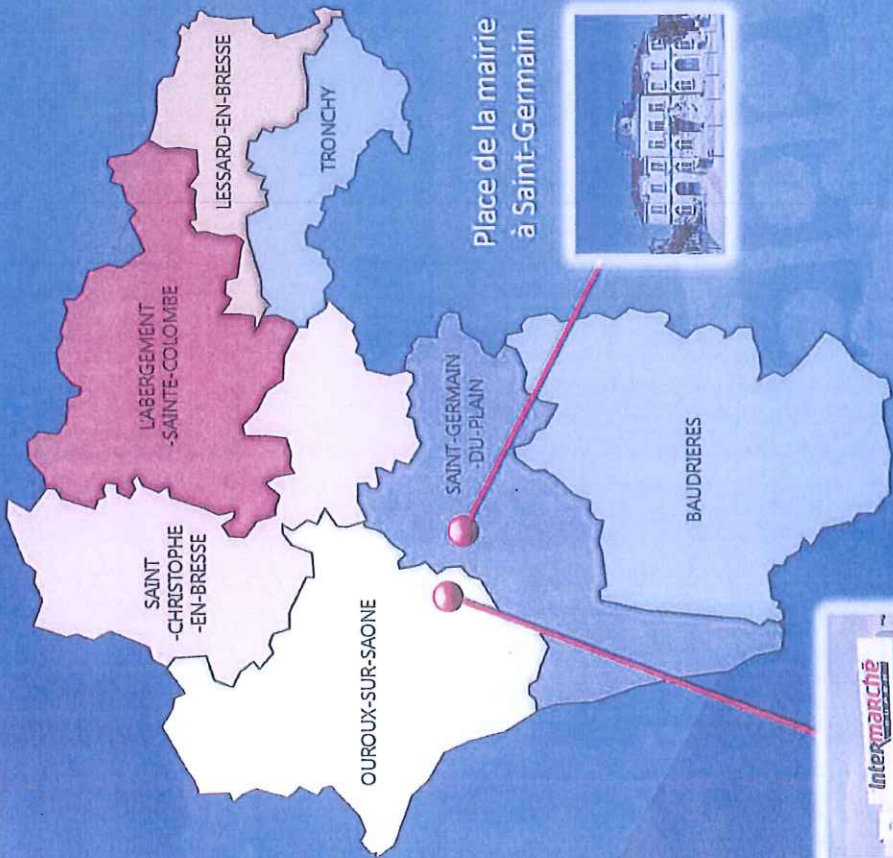 LESSARD-EN-BRESSE
TRONCHY
L'ABERGEMENT
-SAINTE-COLOMBE
SAINT
-CHRISTOPHE
-EN-BRESSE
OUROUX-SUR-SAONE
SAINT-GERMAIN
-DU-PLAIN
BAUDRIERES
Place de la mairie
à Saint-Germain
Intermarchē